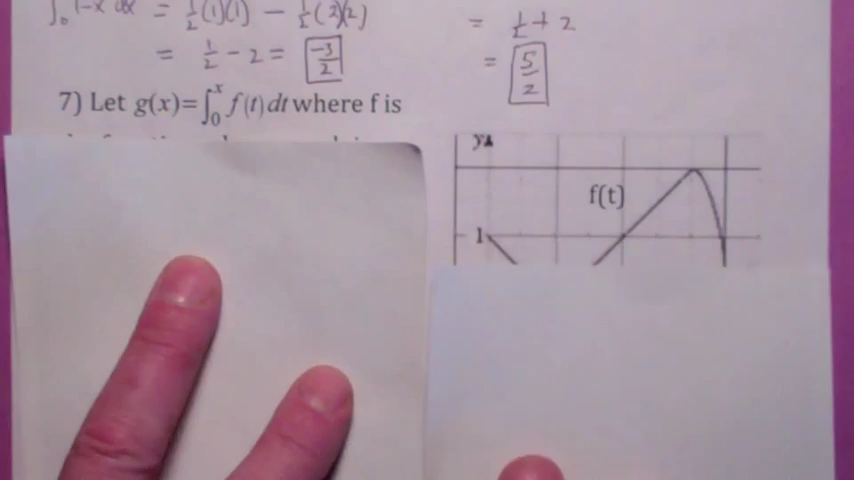 ∫₀ 1-x dx = 1/2(1)(1) - 1/2(2)(2)
= 1/2 - 2 = -3/2
= 1/2 + 2
= 5/2
7) Let g(x)=∫₀ˣ f(t) dt where f is
y
f(t)
1